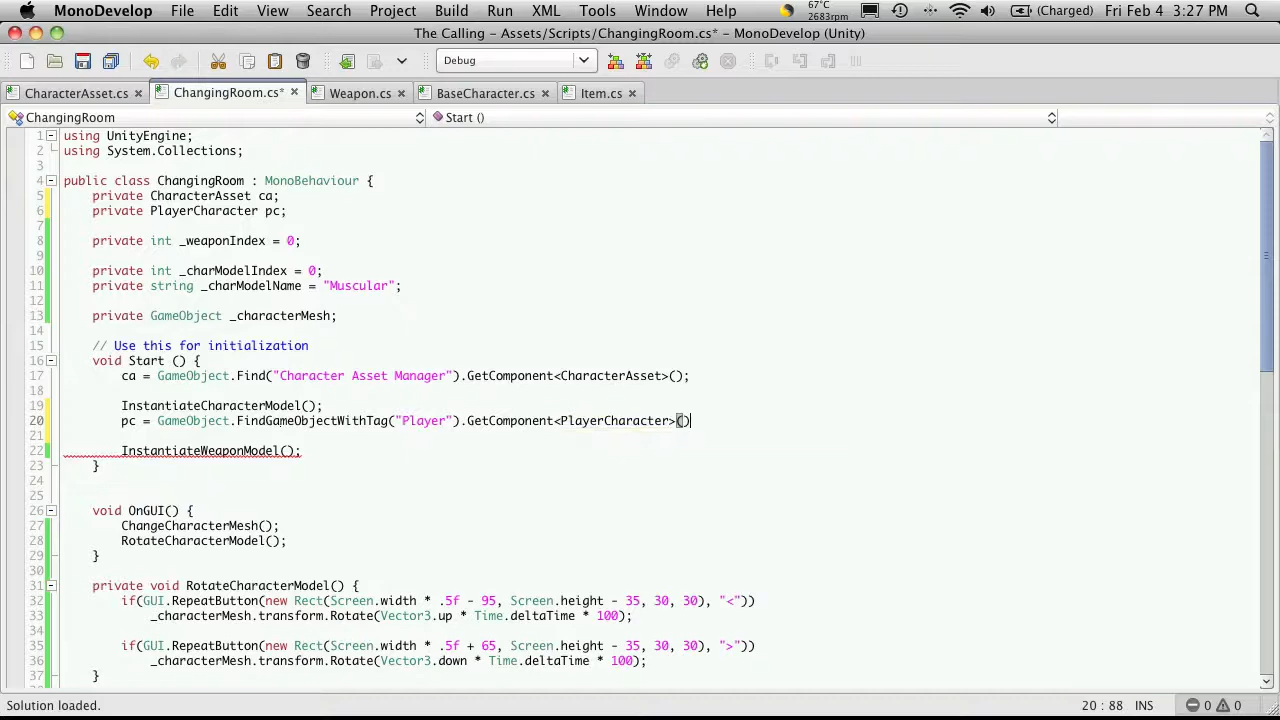 MonoDevelop File Edit View Search Project Build Run XML Tools Window Help 67°C 2683rpm (Charged) Fri Feb 4 3:27 PM
The Calling - Assets/Scripts/ChangingRoom.cs* - MonoDevelop (Unity)
Debug
CharacterAsset.cs ChangingRoom.cs* Weapon.cs BaseCharacter.cs Item.cs
ChangingRoom Start ()
1 using UnityEngine;
2 using System.Collections;
3
4 public class ChangingRoom : MonoBehaviour {
5 private CharacterAsset ca;
6 private PlayerCharacter pc;
7
8 private int _weaponIndex = 0;
9
10 private int _charModelIndex = 0;
11 private string _charModelName = "Muscular";
12
13 private GameObject _characterMesh;
14
15 // Use this for initialization
16 void Start () {
17 ca = GameObject.Find("Character Asset Manager").GetComponent<CharacterAsset>();
18
19 InstantiateCharacterModel();
20 pc = GameObject.FindGameObjectWithTag("Player").GetComponent<PlayerCharacter>()
21
22 InstantiateWeaponModel();
23 }
24
25
26 void OnGUI() {
27 ChangeCharacterMesh();
28 RotateCharacterModel();
29 }
30
31 private void RotateCharacterModel() {
32 if(GUI.RepeatButton(new Rect(Screen.width * .5f - 95, Screen.height - 35, 30, 30), "<"))
33 _characterMesh.transform.Rotate(Vector3.up * Time.deltaTime * 100);
34
35 if(GUI.RepeatButton(new Rect(Screen.width * .5f + 65, Screen.height - 35, 30, 30), ">"))
36 _characterMesh.transform.Rotate(Vector3.down * Time.deltaTime * 100);
37 }
Solution loaded. 20 : 88 INS 0 0